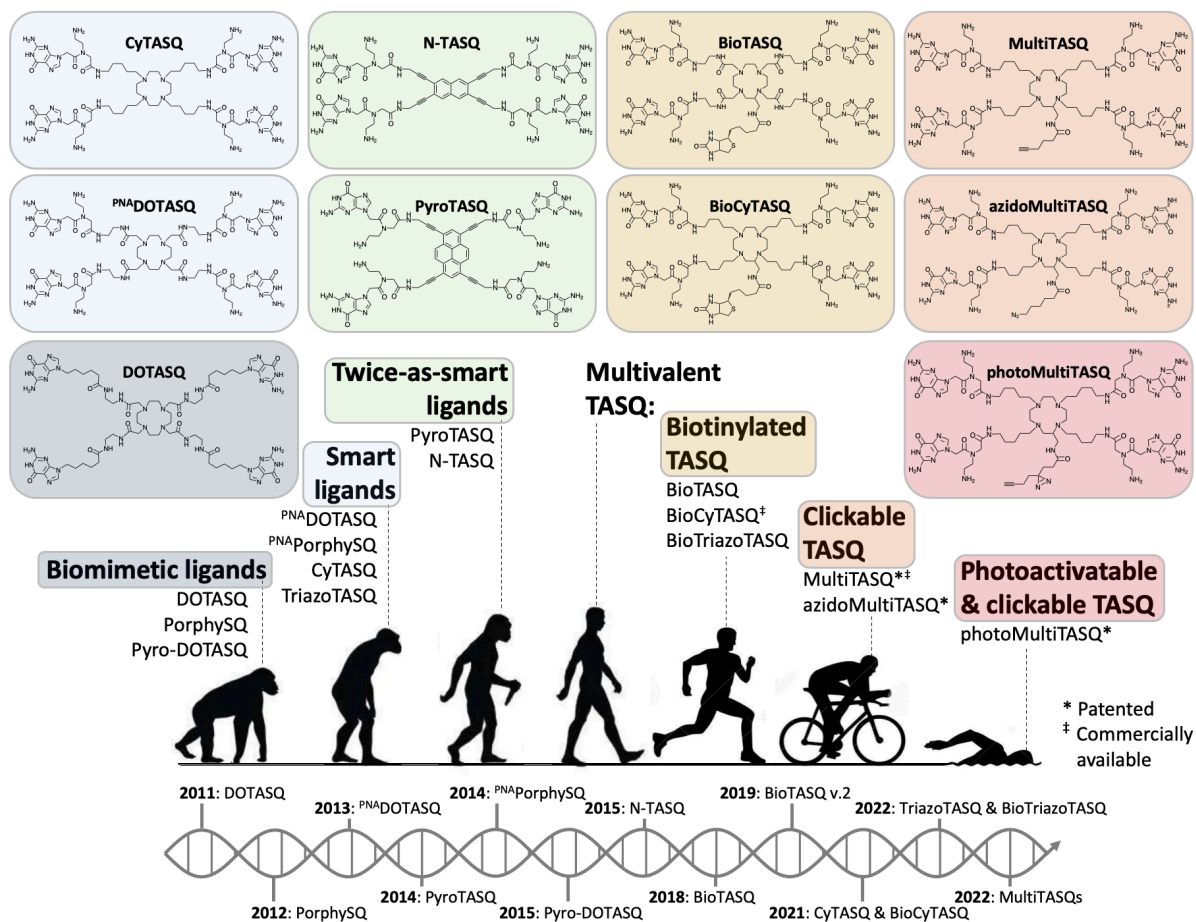 CyTASQ
N-TASQ
BioTASQ
MultiTASQ
PNADOTASQ
PyroTASQ
BioCyTASQ
azidoMultiTASQ
DOTASQ
photoMultiTASQ
Twice-as-smart
ligands
PyroTASQ
N-TASQ
Multivalent
TASQ:
Smart
ligands
PNADOTASQ
PNAPorphySQ
CyTASQ
TriazoTASQ
Biotinylated
TASQ
BioTASQ
BioCyTASQ‡
BioTriazoTASQ
Clickable
TASQ
MultiTASQ*‡
azidoMultiTASQ*
Biomimetic ligands
DOTASQ
PorphySQ
Pyro-DOTASQ
Photoactivatable
& clickable TASQ
photoMultiTASQ*
* Patented
‡ Commercially
available
2011: DOTASQ
2013: PNADOTASQ
2014: PNAPorphySQ
2015: N-TASQ
2019: BioTASQ v.2
2022: TriazoTASQ & BioTriazoTASQ
2012: PorphySQ
2014: PyroTASQ
2015: Pyro-DOTASQ
2018: BioTASQ
2021: CyTASQ & BioCyTASQ
2022: MultiTASQs